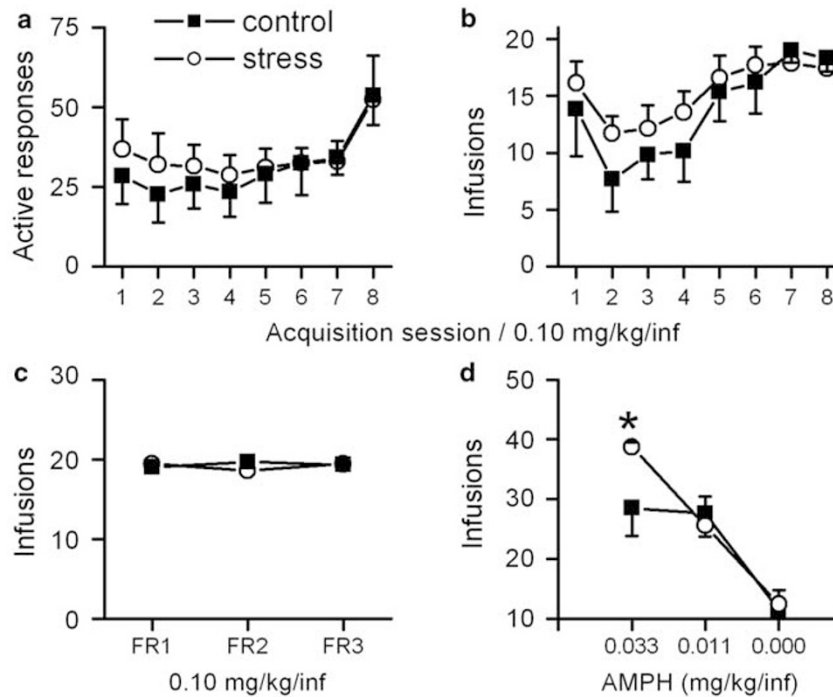 a
control
stress
Active responses
75
50
25
0
1 2 3 4 5 6 7 8
b
Infusions
20
15
10
5
0
1 2 3 4 5 6 7 8
Acquisition session / 0.10 mg/kg/inf
c
Infusions
30
20
10
0
FR1 FR2 FR3
0.10 mg/kg/inf
d
Infusions
50
40
30
20
10
*
0.033 0.011 0.000
AMPH (mg/kg/inf)